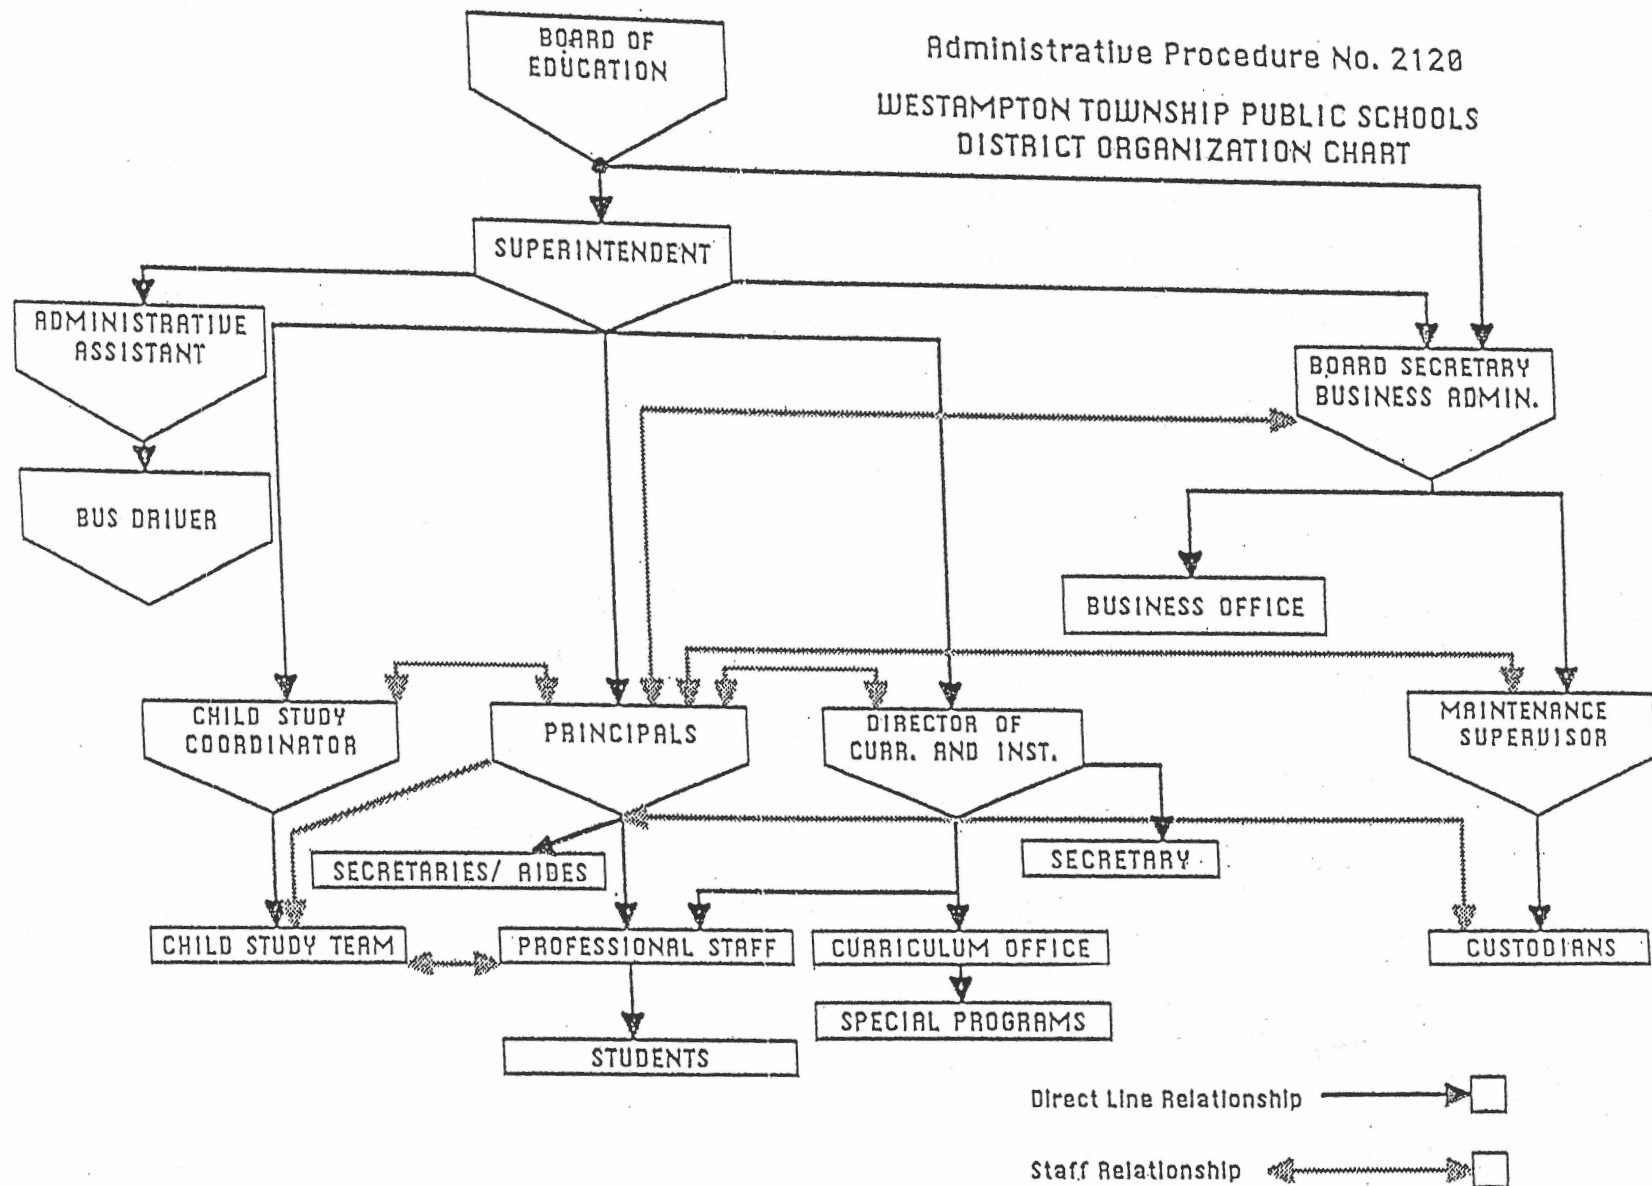 BOARD OF
EDUCATION
Administrative Procedure No. 2120
WESTAMPTON TOWNSHIP PUBLIC SCHOOLS
DISTRICT ORGANIZATION CHART
SUPERINTENDENT
ADMINISTRATIVE
ASSISTANT
BOARD SECRETARY
BUSINESS ADMIN.
BUS DRIVER
BUSINESS OFFICE
CHILD STUDY
COORDINATOR
PRINCIPALS
DIRECTOR OF
CURR. AND INST.
MAINTENANCE
SUPERVISOR
SECRETARIES/ AIDES
SECRETARY
CHILD STUDY TERM
PROFESSIONAL STAFF
CURRICULUM OFFICE
CUSTODIANS
SPECIAL PROGRAMS
STUDENTS
Direct Line Relationship
Staff Relationship